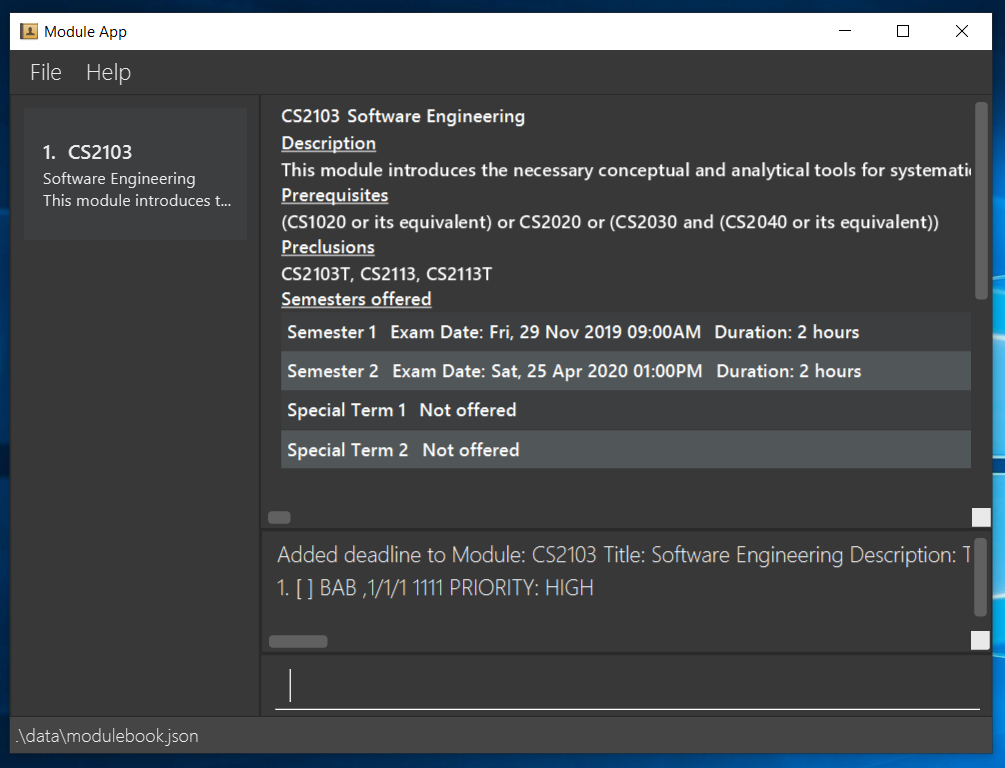 Module App
File Help
1. CS2103
Software Engineering
This module introduces t...
CS2103 Software Engineering
Description
This module introduces the necessary conceptual and analytical tools for systemati
Prerequisites
(CS1020 or its equivalent) or CS2020 or (CS2030 and (CS2040 or its equivalent))
Preclusions
CS2103T, CS2113, CS2113T
Semesters offered
Semester 1 Exam Date: Fri, 29 Nov 2019 09:00AM Duration: 2 hours
Semester 2 Exam Date: Sat, 25 Apr 2020 01:00PM Duration: 2 hours
Special Term 1 Not offered
Special Term 2 Not offered
Added deadline to Module: CS2103 Title: Software Engineering Description: T
1. [ ] BAB ,1/1/1 1111 PRIORITY: HIGH
.\data\modulebook.json